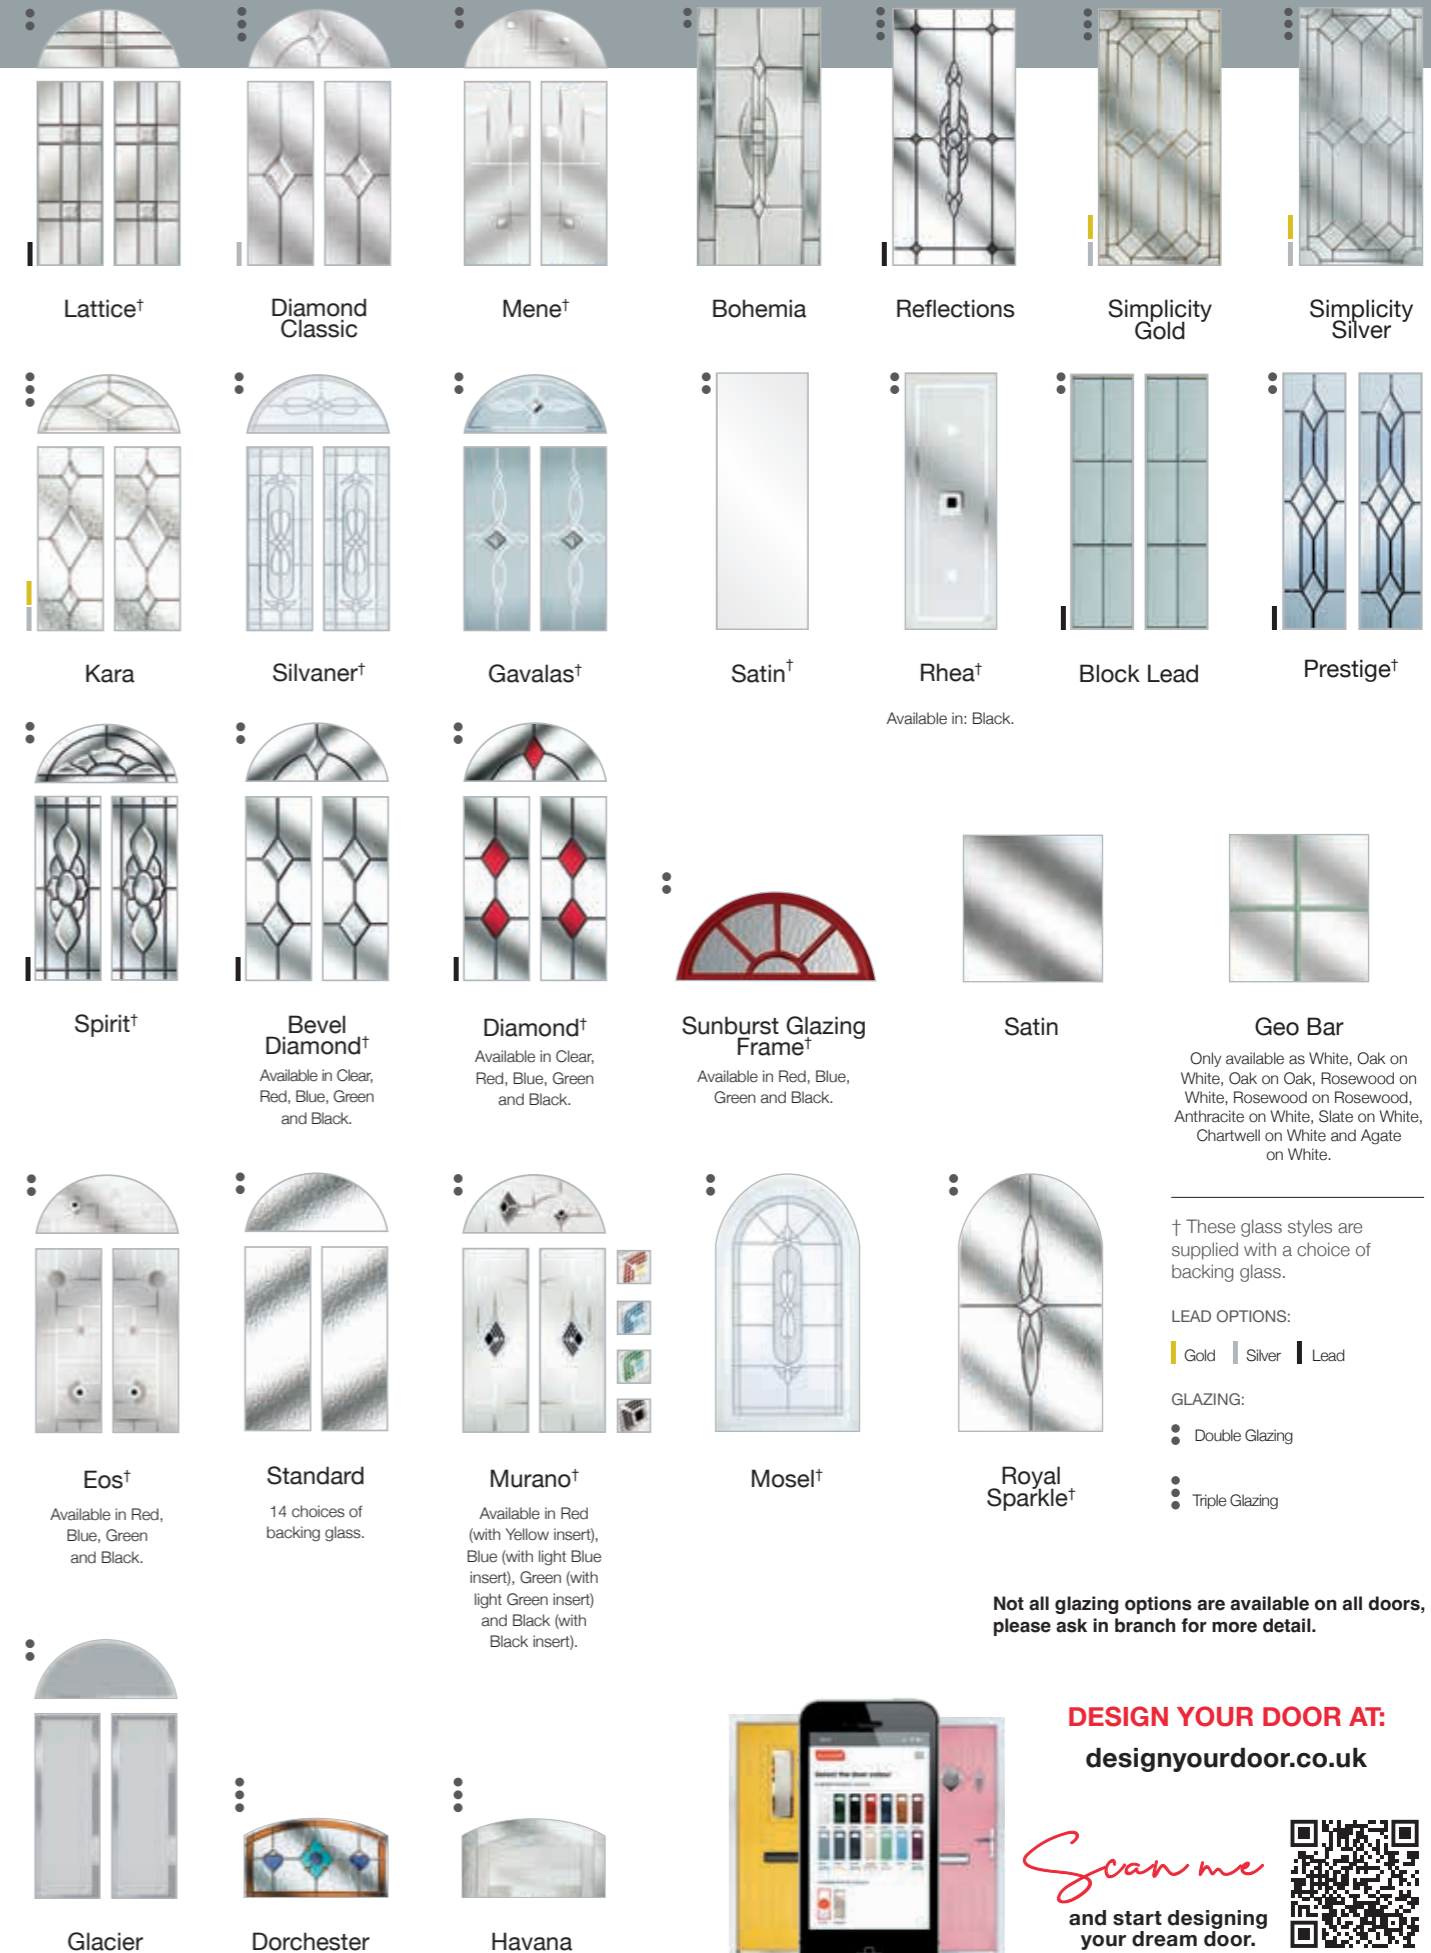 Lattice†
Diamond
Classic
Mene†
Bohemia
Reflections
Simplicity
Gold
Simplicity
Silver
Kara
Silvaner†
Gavalas†
Satin†
Rhea†
Available in: Black.
Block Lead
Prestige†
Spirit†
Bevel
Diamond†
Available in Clear,
Red, Blue, Green
and Black.
Diamond†
Available in Clear,
Red, Blue, Green
and Black.
Sunburst Glazing
Frame†
Available in Red, Blue,
Green and Black.
Satin
Geo Bar
Only available as White, Oak on
White, Oak on Oak, Rosewood on
White, Rosewood on Rosewood,
Anthracite on White, Slate on White,
Chartwell on White and Agate
on White.
Eos†
Available in Red,
Blue, Green
and Black.
Standard
14 choices of
backing glass.
Murano†
Available in Red
(with Yellow insert),
Blue (with light Blue
insert), Green (with
light Green insert)
and Black (with
Black insert).
Mosel†
Royal
Sparkle†
† These glass styles are
supplied with a choice of
backing glass.
LEAD OPTIONS:
Gold Silver Lead
GLAZING:
Double Glazing
Triple Glazing
Not all glazing options are available on all doors,
please ask in branch for more detail.
Glacier
Dorchester
Havana
Select the door colour
DESIGN YOUR DOOR AT:
designyourdoor.co.uk
Scan me
and start designing
your dream door.